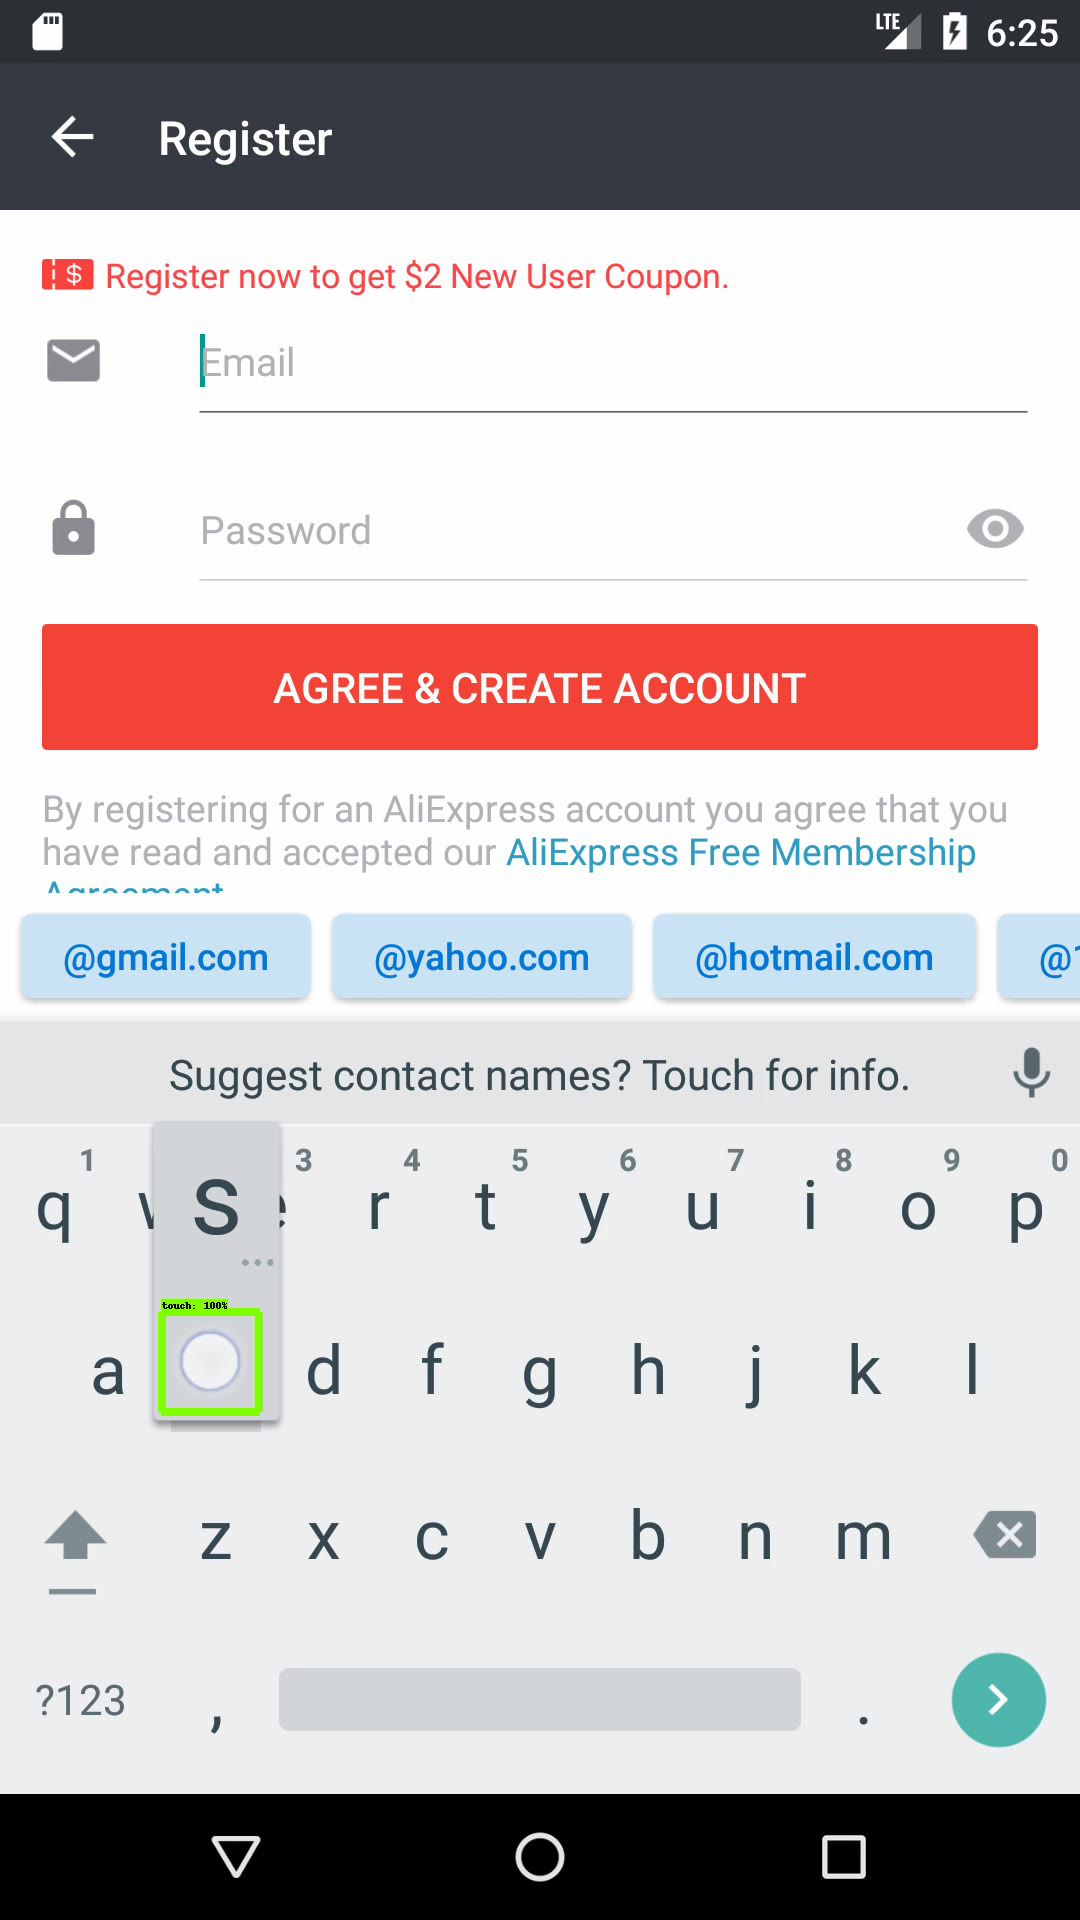 LTE 6:25
Register
$ Register now to get $2 New User Coupon.
Email
Password
AGREE & CREATE ACCOUNT
By registering for an AliExpress account you agree that you
have read and accepted our AliExpress Free Membership
Agreement
@gmail.com @yahoo.com @hotmail.com @1
Suggest contact names? Touch for info.
1 3 4 5 6 7 8 9 0
q w s e r t y u i o p
touch: 100%
a d f g h j k l
z x c v b n m
?123 , .